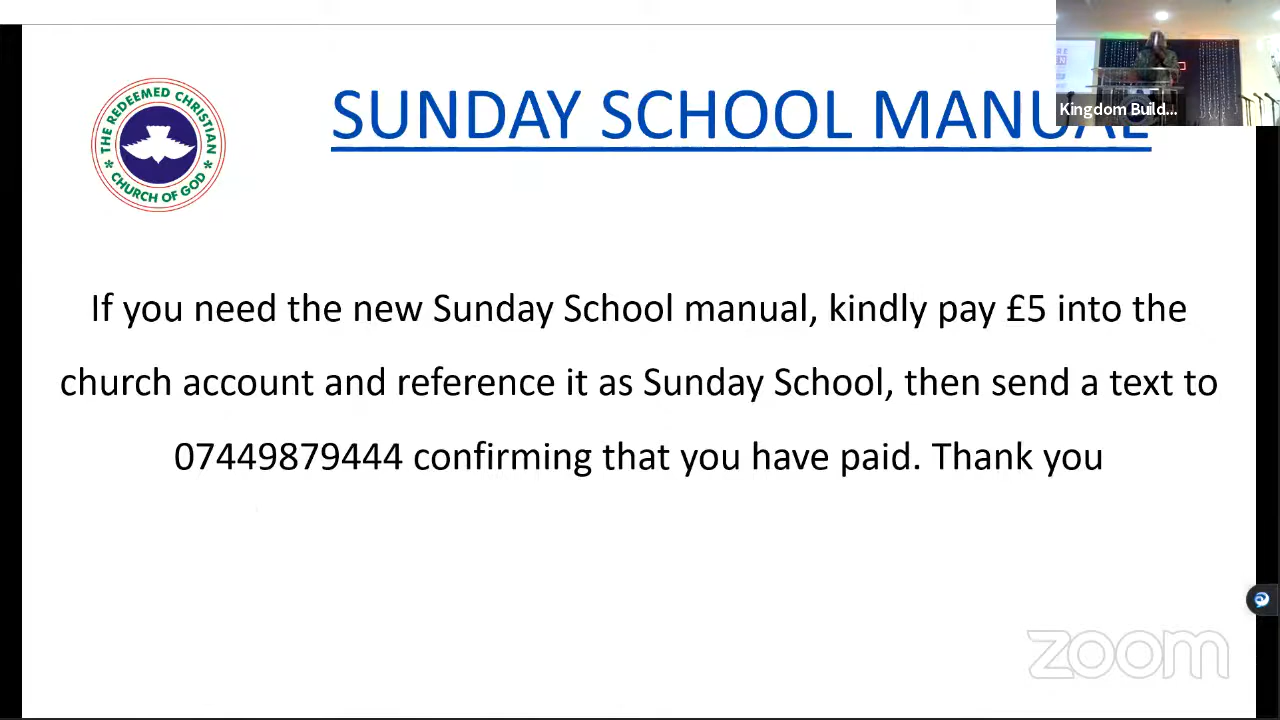 SUNDAY SCHOOL MANUAL
THE REDEEMED CHRISTIAN
CHURCH OF GOD
Kingdom Build...
If you need the new Sunday School manual, kindly pay £5 into the
church account and reference it as Sunday School, then send a text to
07449879444 confirming that you have paid. Thank you
zoom